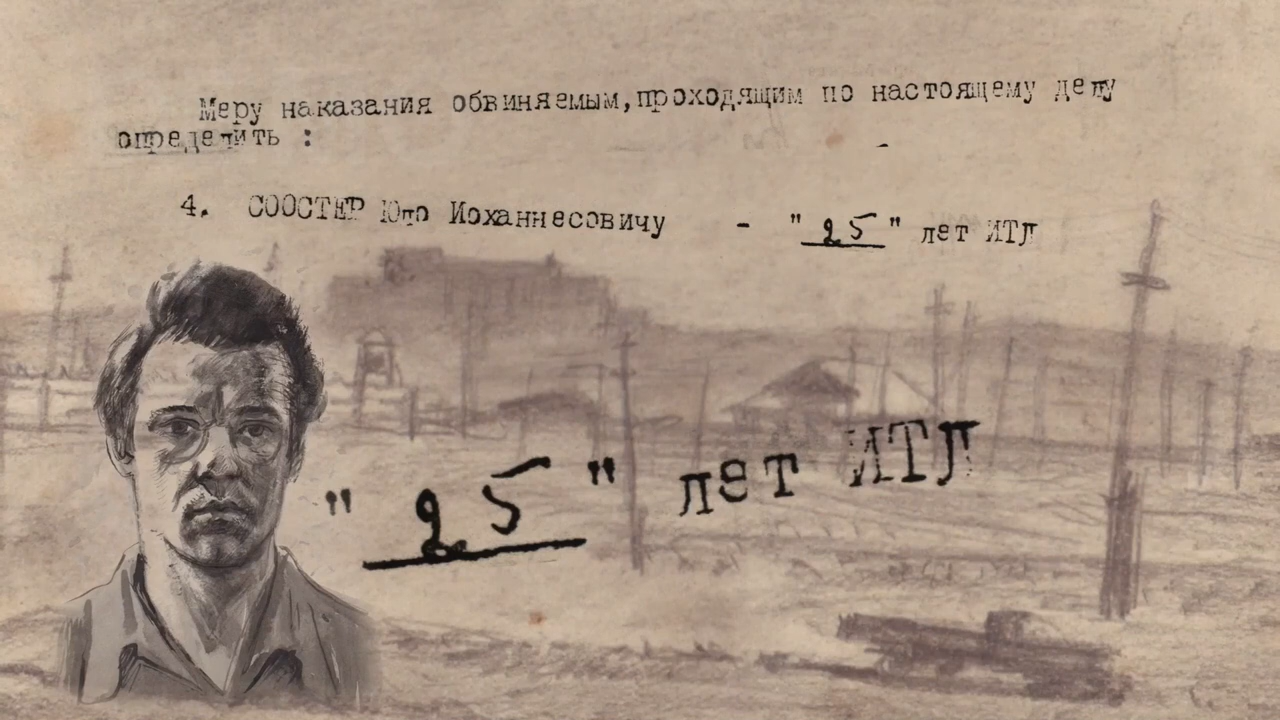 Меру наказания обвиняемым, проходящим по настоящему делу
определить :
4. СООСТЕР Юло Иоханнесовичу - "25" лет ИТЛ
"25" лет ИТЛ